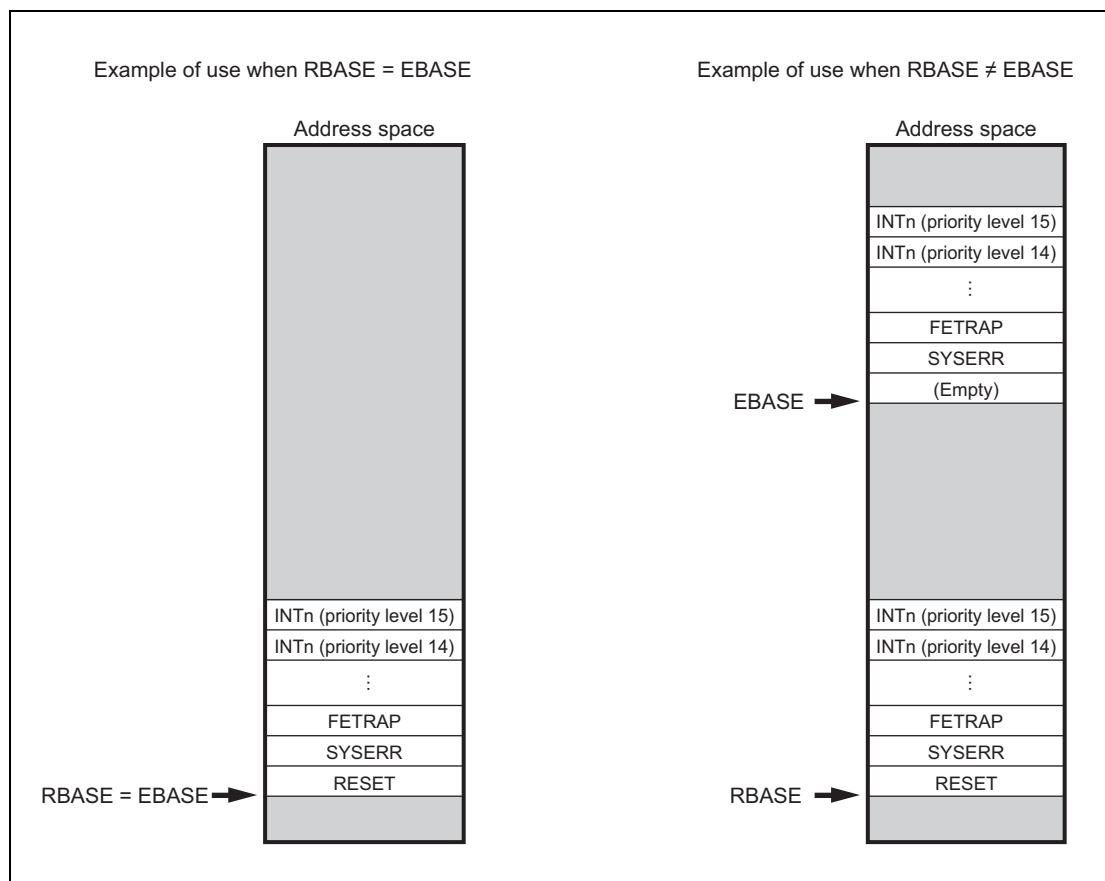 Example of use when RBASE = EBASE
Address space
INTn (priority level 15)
INTn (priority level 14)
⋮
FETRAP
SYSERR
RESET
RBASE = EBASE
Example of use when RBASE ≠ EBASE
Address space
INTn (priority level 15)
INTn (priority level 14)
⋮
FETRAP
SYSERR
(Empty)
EBASE
INTn (priority level 15)
INTn (priority level 14)
⋮
FETRAP
SYSERR
RESET
RBASE